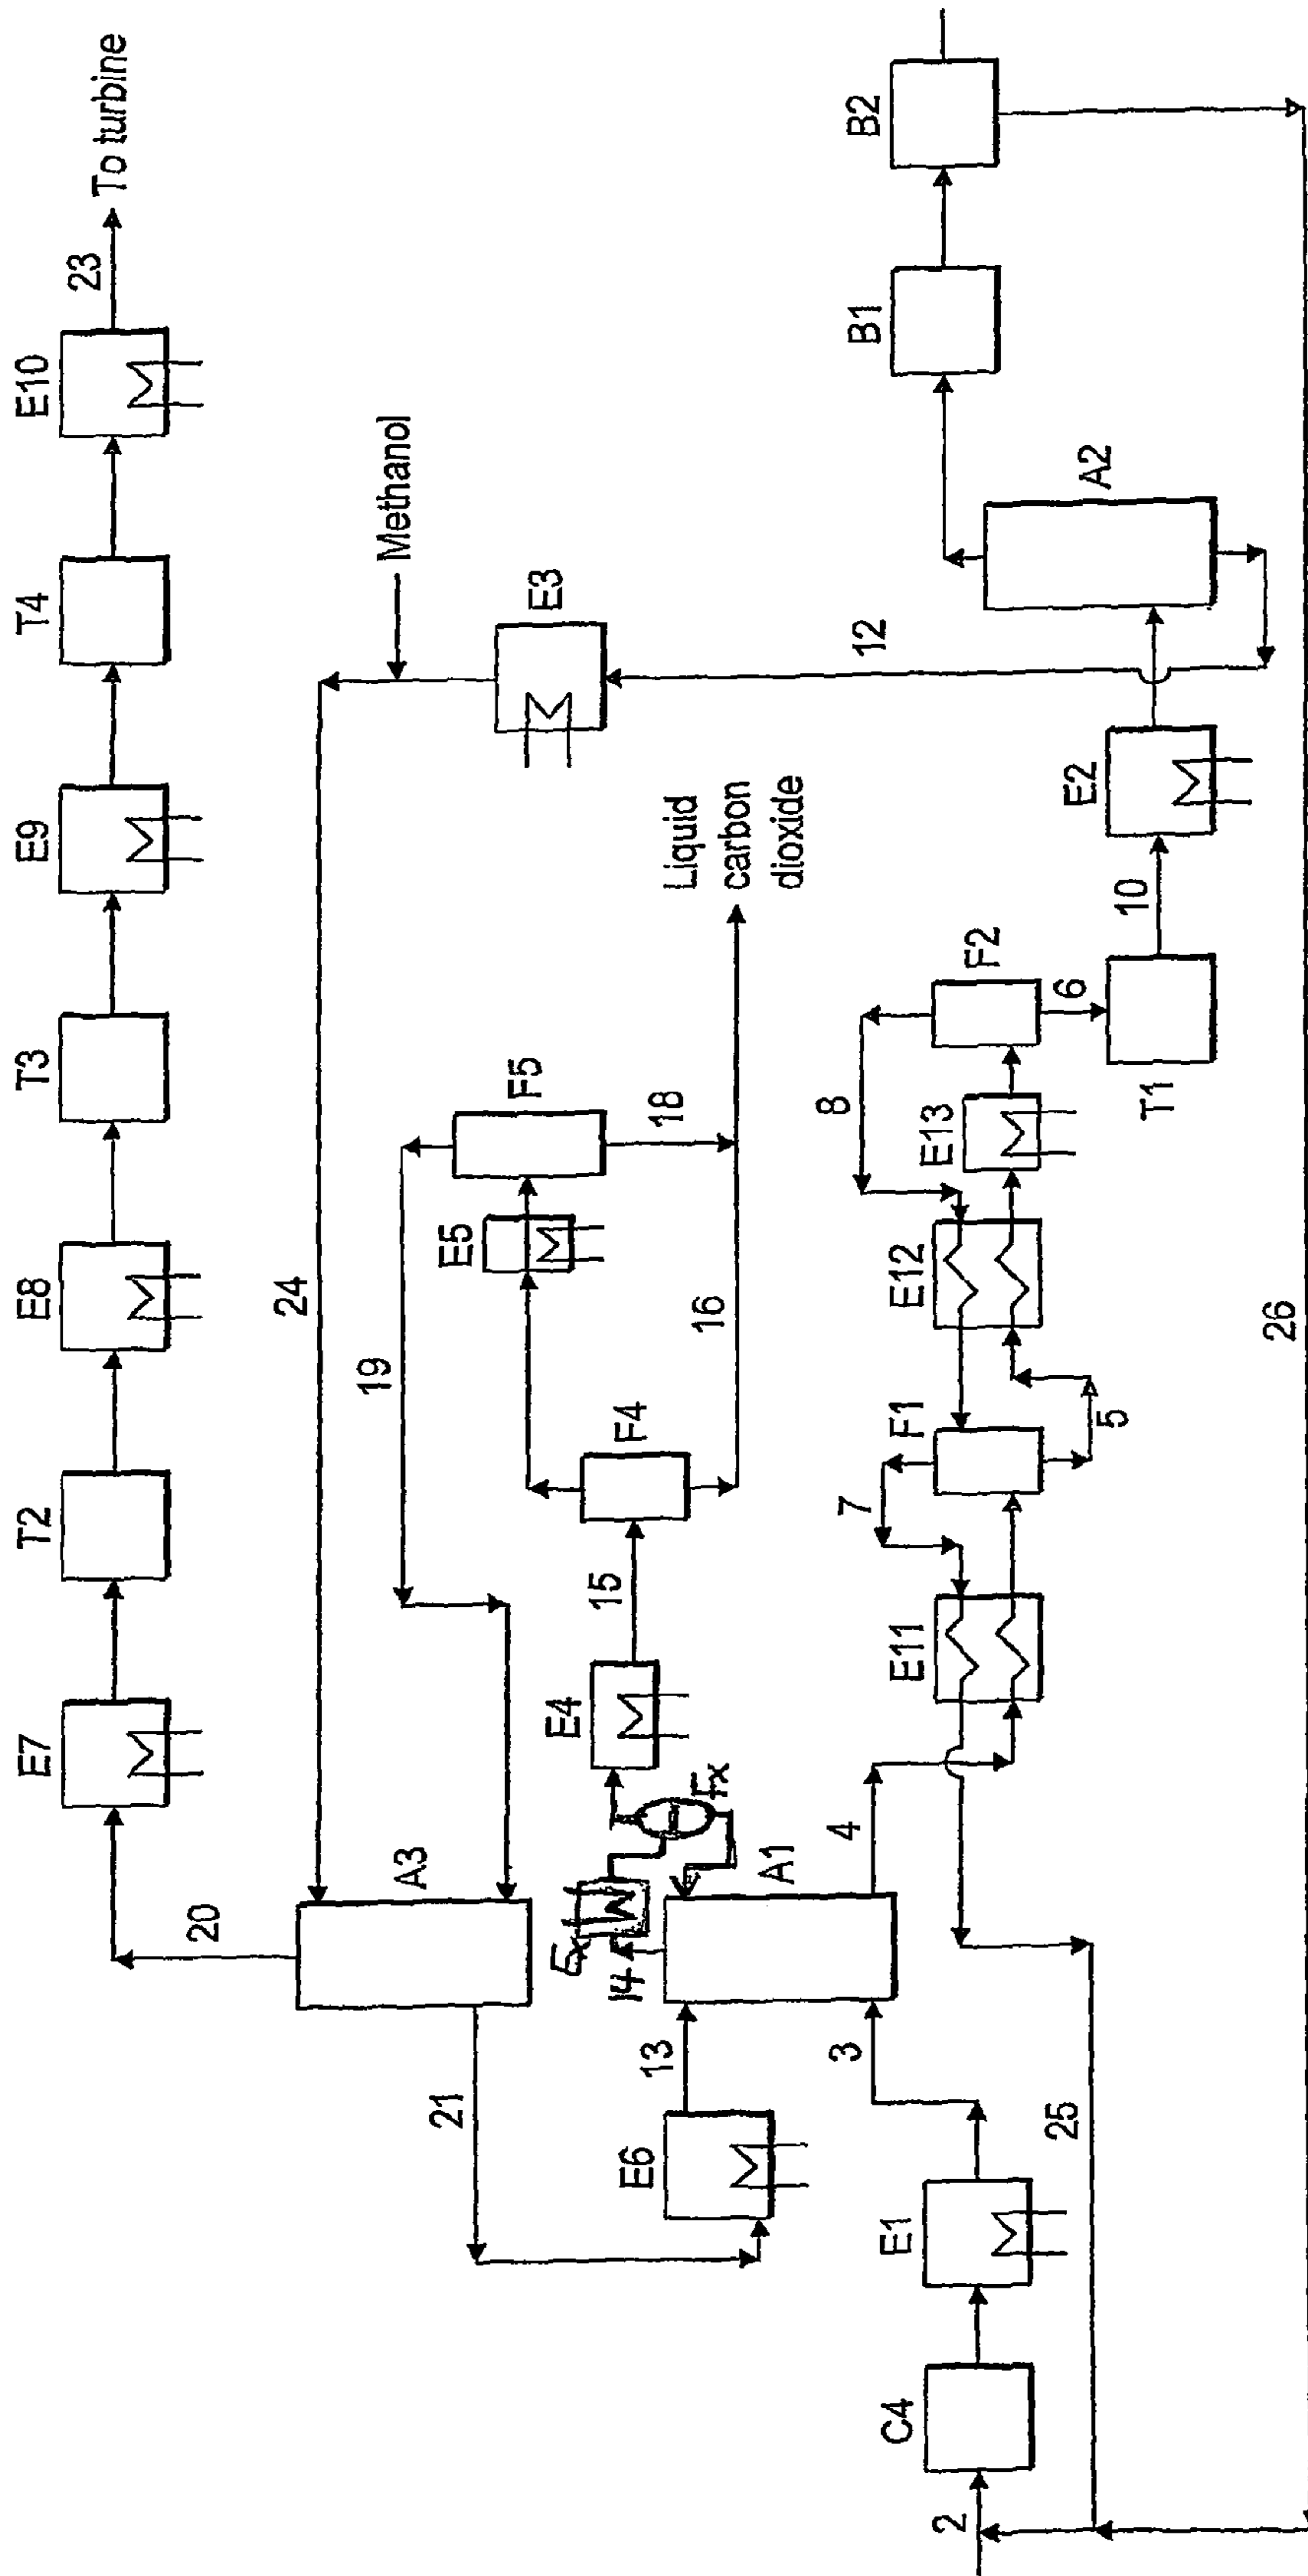 E7
T2
E8
T3
E9
T4
E10
23
To turbine
20
24
Methanol
A3
19
E3
21
F5
E5
18
12
Ex
14
Fx
E4
15
F4
16
Liquid
carbon
dioxide
E6
13
A1
B1
B2
A2
3
4
7
8
C4
E1
E11
F1
E12
E13
F2
6
E2
2
25
5
T1
10
26